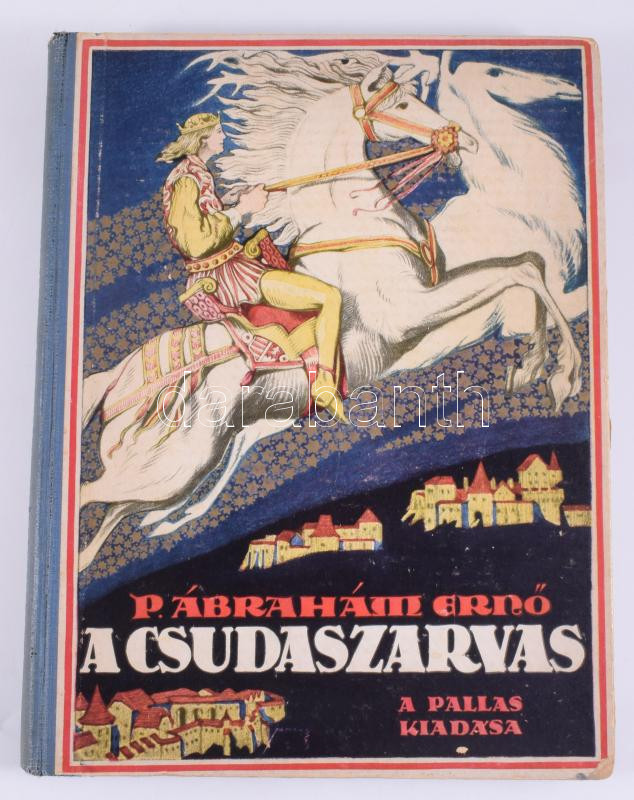 darabanth
P. ÁBRAHÁM ERNŐ
A CSUDASZARVAS
A PALLAS
KIADÁSA